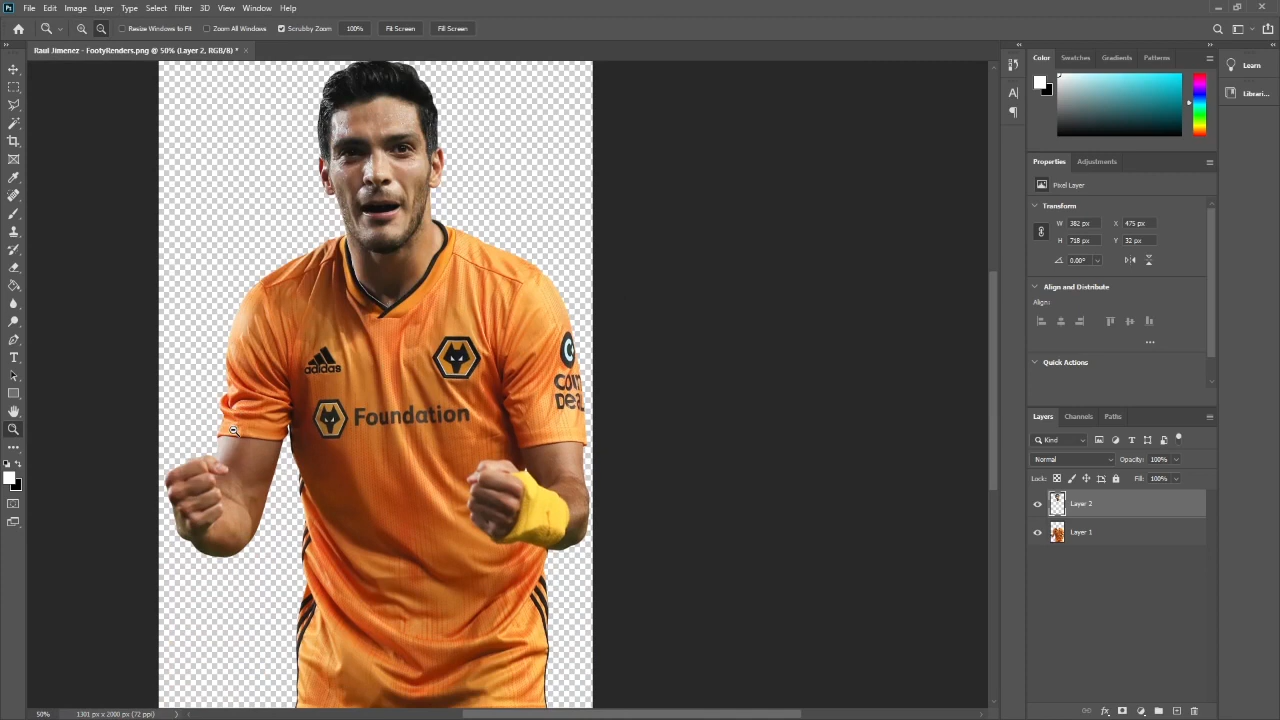 File Edit Image Layer Type Select Filter 3D View Window Help
Resize Windows to Fit Zoom All Windows Scrubby Zoom 100% Fit Screen Fill Screen
Raul Jimenez - FootyRenders.png @ 50% (Layer 2, RGB/8) * ×
Color Swatches Gradients Patterns
Learn
Librari...
Properties Adjustments
Pixel Layer
Transform
W 382 px X 475 px
H 718 px Y 32 px
0.00°
Align and Distribute
Align:
Quick Actions
adidas
Foundation
Layers Channels Paths
Kind
Normal Opacity: 100%
Lock: Fill: 100%
Layer 2
Layer 1
50% 1301 px x 2000 px (72 ppi)